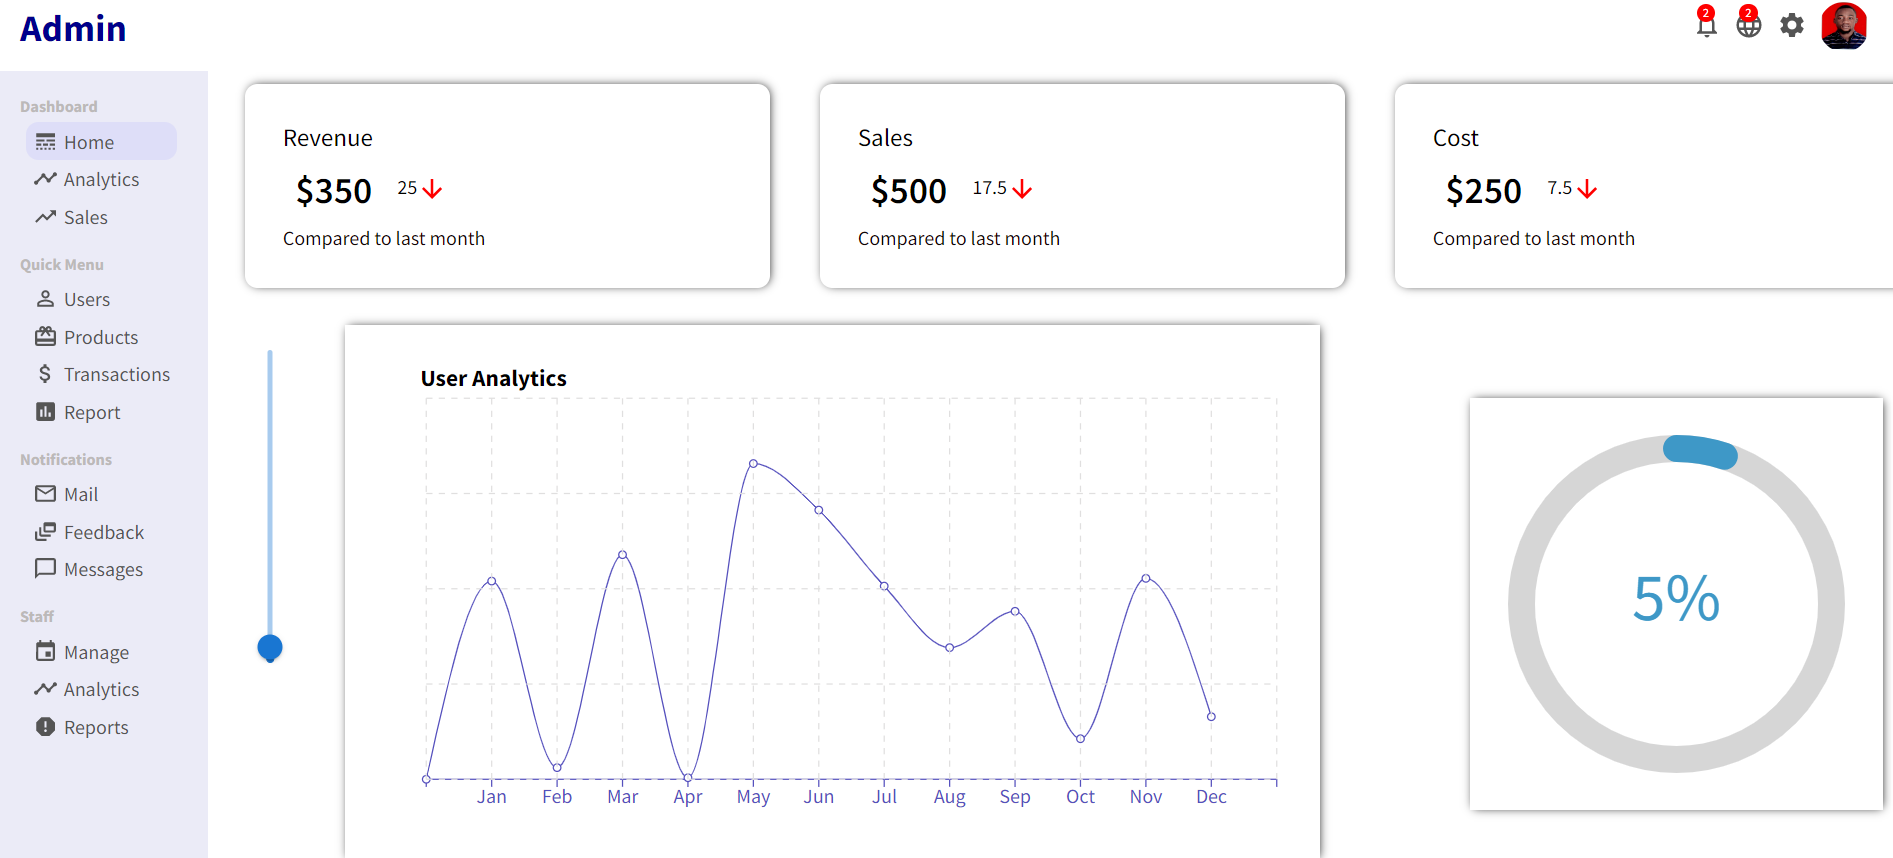 Admin
2
2
Dashboard
Home
Analytics
Sales
Quick Menu
Users
Products
Transactions
Report
Notifications
Mail
Feedback
Messages
Staff
Manage
Analytics
Reports
Revenue
$350 25
Compared to last month
Sales
$500 17.5
Compared to last month
Cost
$250 7.5
Compared to last month
User Analytics
Jan Feb Mar Apr May Jun Jul Aug Sep Oct Nov Dec
5%